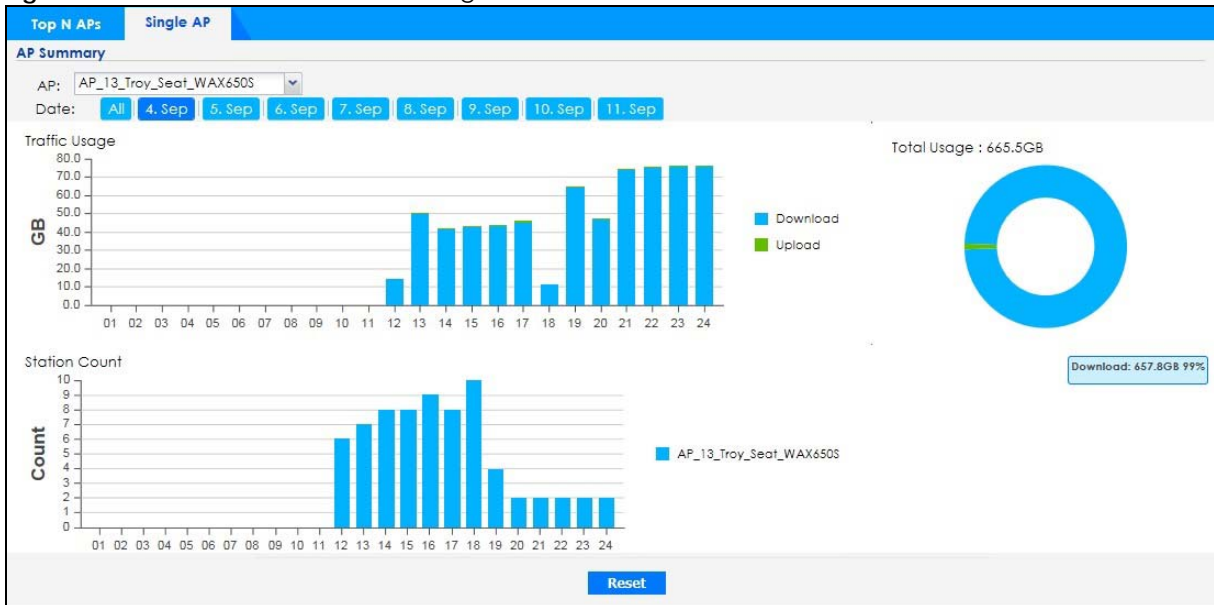 Top N APs Single AP
AP Summary
AP: AP_13_Troy_Seat_WAX650S
Date: All 4. Sep 5. Sep 6. Sep 7. Sep 8. Sep 9. Sep 10. Sep 11. Sep
Traffic Usage
80.0
70.0
60.0
50.0
40.0
30.0
20.0
10.0
0.0
GB
01 02 03 04 05 06 07 08 09 10 11 12 13 14 15 16 17 18 19 20 21 22 23 24
Download
Upload
Total Usage : 665.5GB
Station Count
10
9
8
7
6
5
4
3
2
1
0
Count
01 02 03 04 05 06 07 08 09 10 11 12 13 14 15 16 17 18 19 20 21 22 23 24
AP_13_Troy_Seat_WAX650S
Download: 657.8GB 99%
Reset